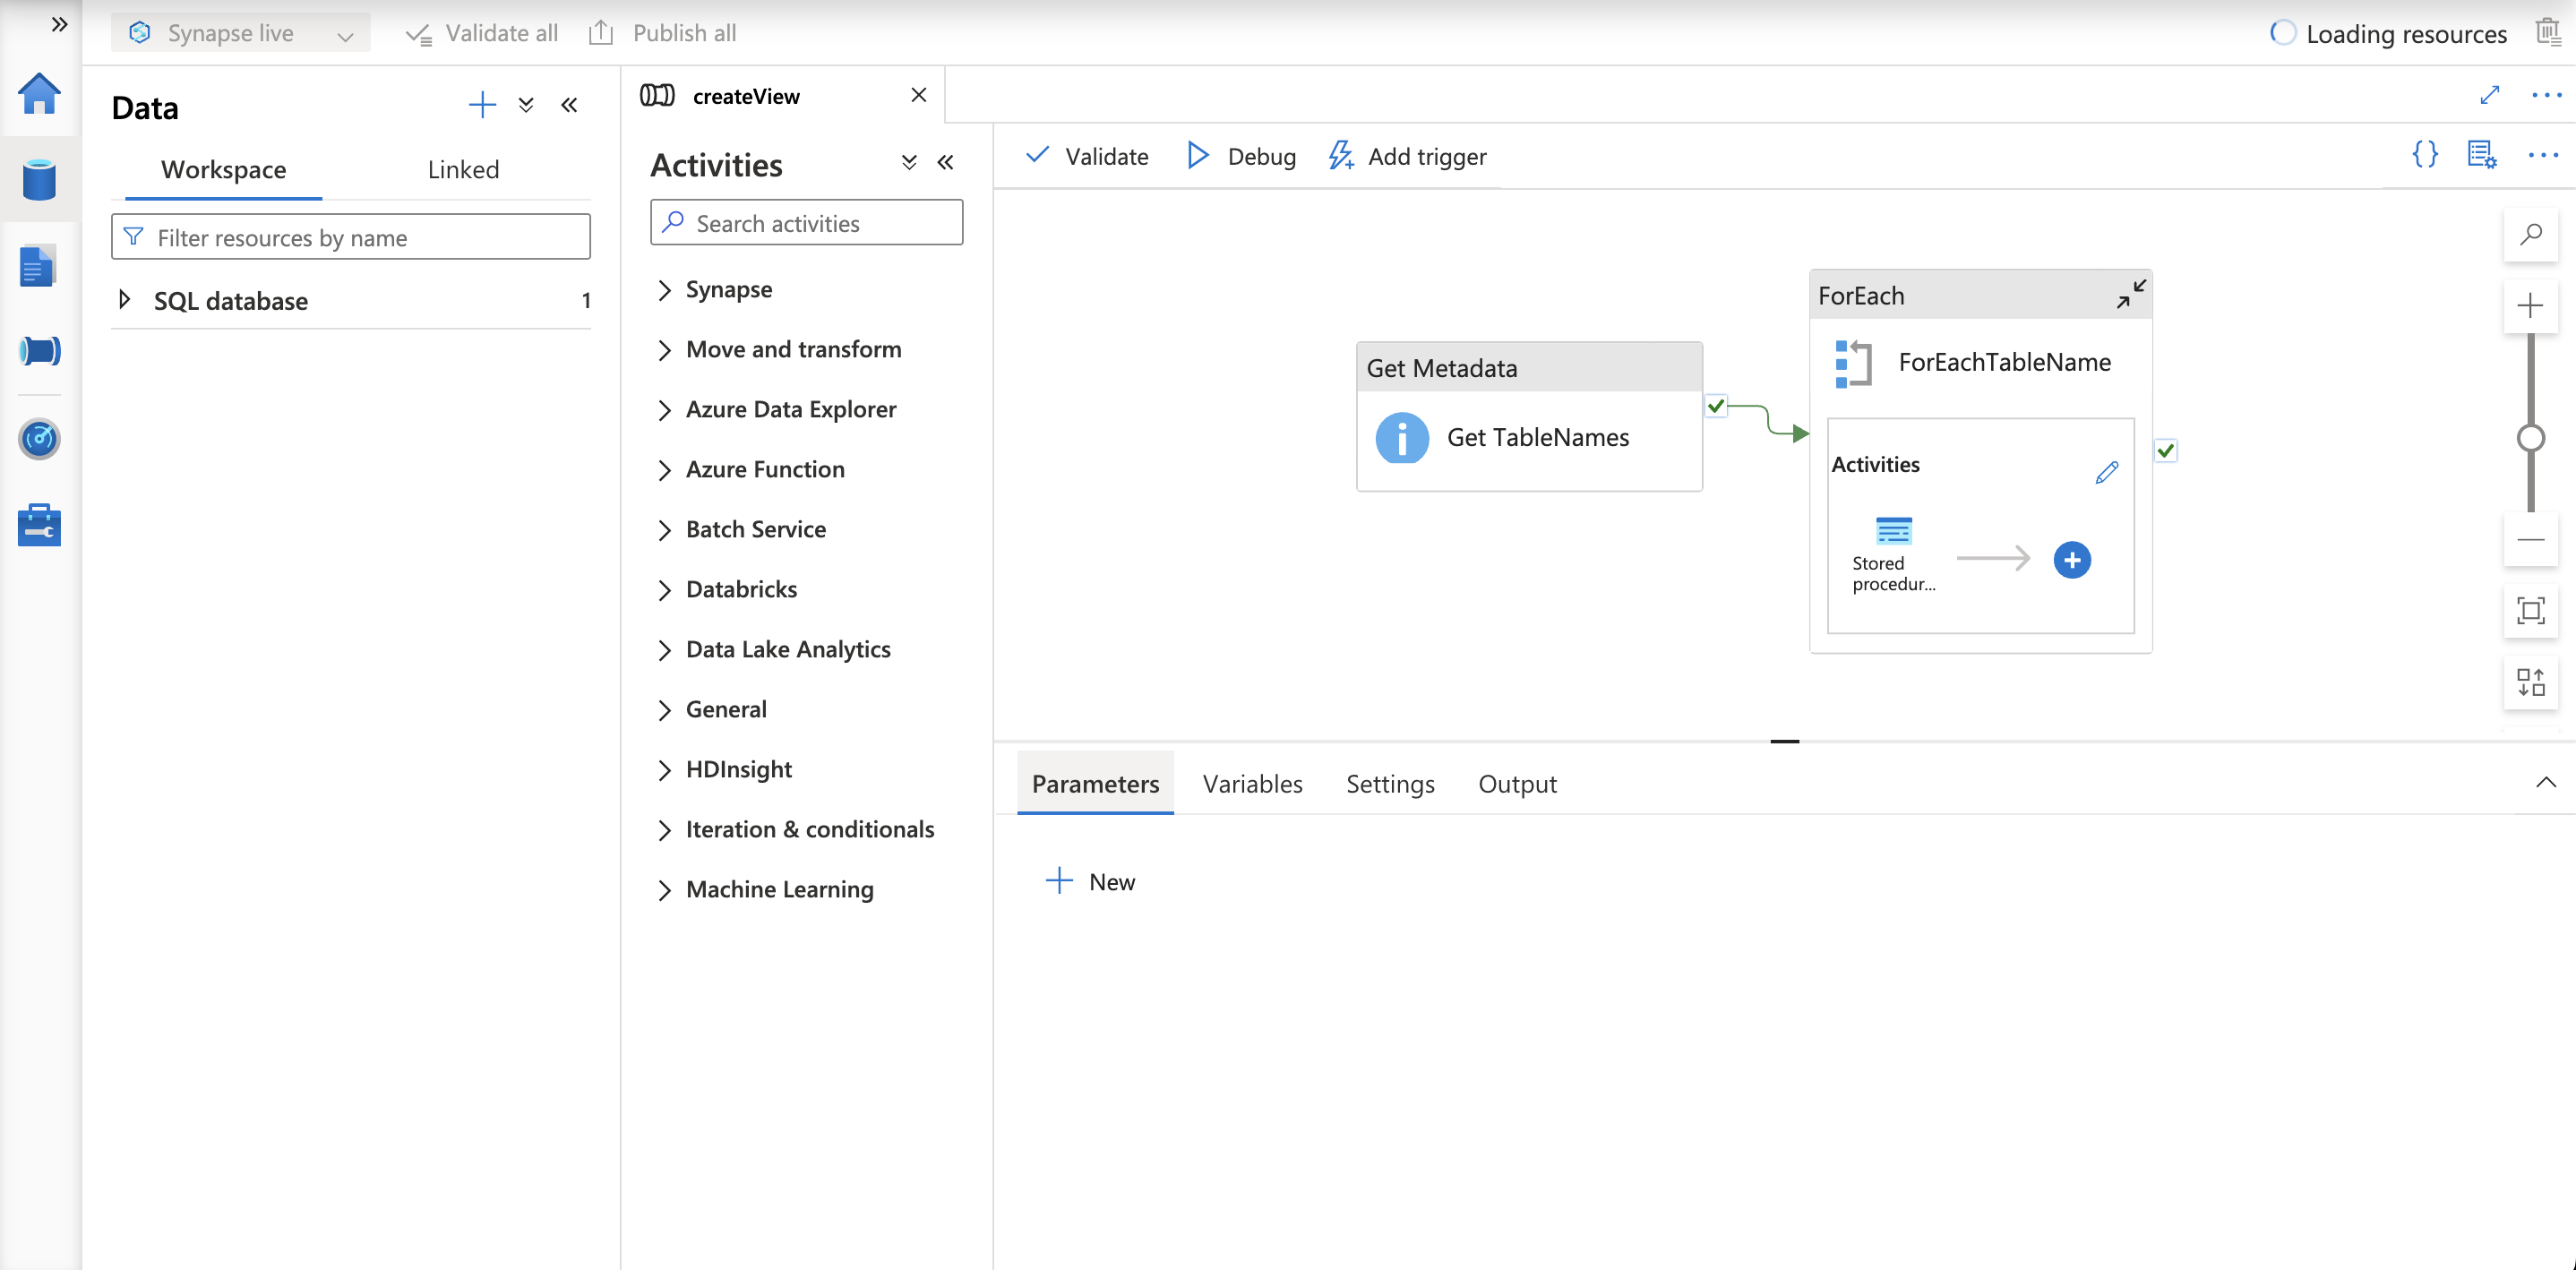 Synapse live
Validate all
Publish all
Loading resources
Data
Workspace
Linked
Filter resources by name
SQL database
1
createView
Activities
Search activities
Synapse
Move and transform
Azure Data Explorer
Azure Function
Batch Service
Databricks
Data Lake Analytics
General
HDInsight
Iteration & conditionals
Machine Learning
Validate
Debug
Add trigger
{}
Get Metadata
Get TableNames
ForEach
ForEachTableName
Activities
Stored
procedur...
Parameters
Variables
Settings
Output
New